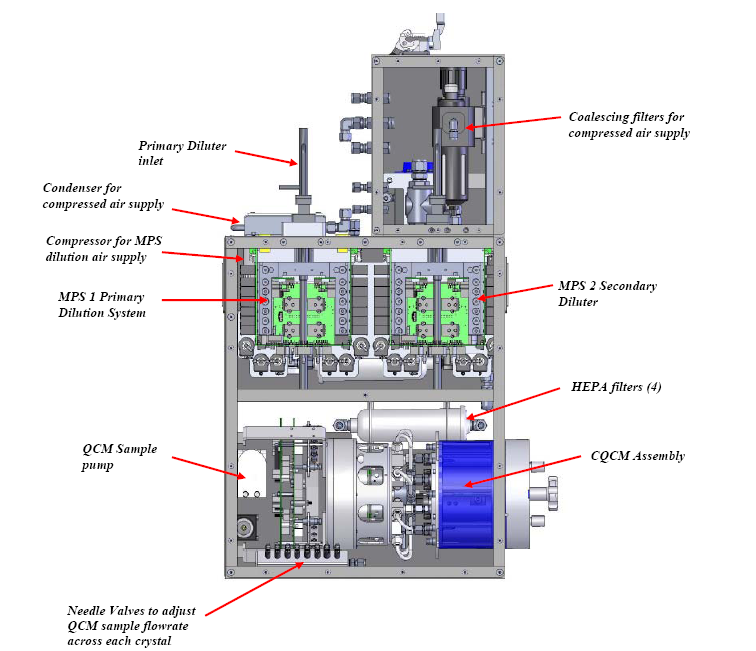 Coalescing filters for
compressed air supply
Primary Diluter
inlet
Condenser for
compressed air supply
Compressor for MPS
dilution air supply
MPS 1 Primary
Dilution System
MPS 2 Secondary
Diluter
HEPA filters (4)
QCM Sample
pump
CQCM Assembly
Needle Valves to adjust
QCM sample flowrate
across each crystal